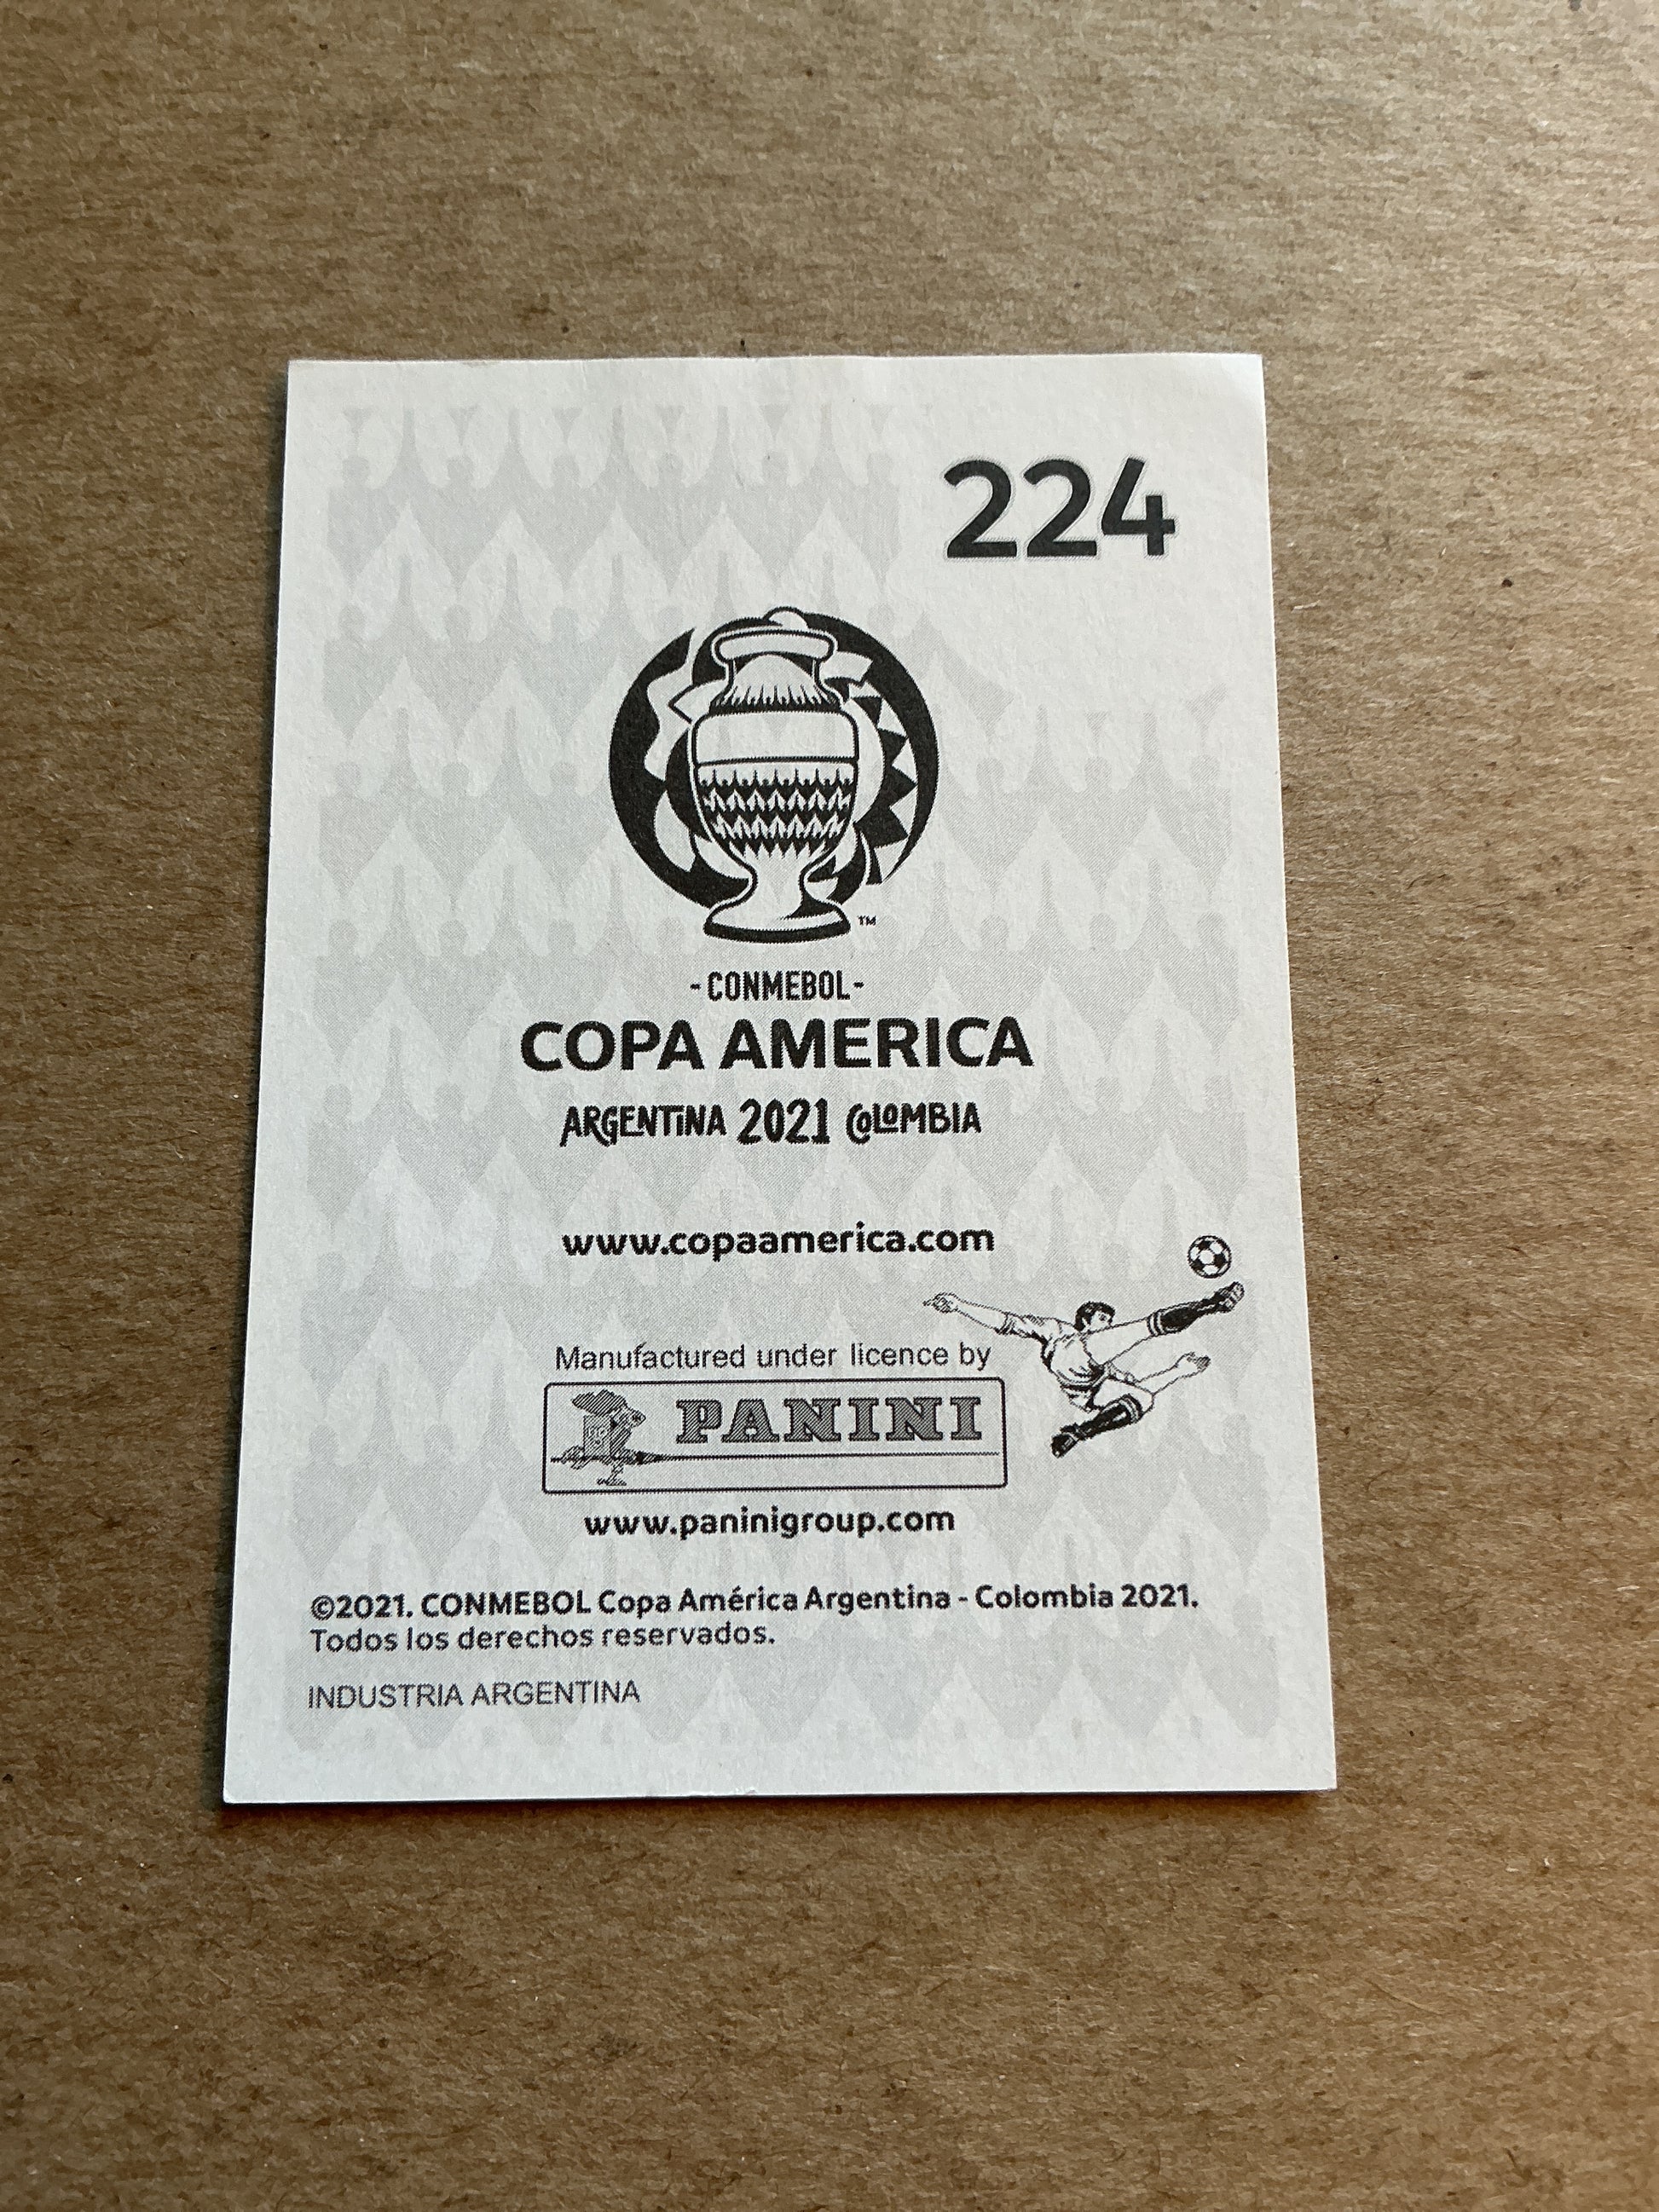 224
TM
- CONMEBOL -
COPA AMERICA
ARGENTINA 2021 COLOMBIA
www.copaamerica.com
Manufactured under licence by
PANINI
www.paninigroup.com
©2021. CONMEBOL Copa América Argentina - Colombia 2021.
Todos los derechos reservados.
INDUSTRIA ARGENTINA